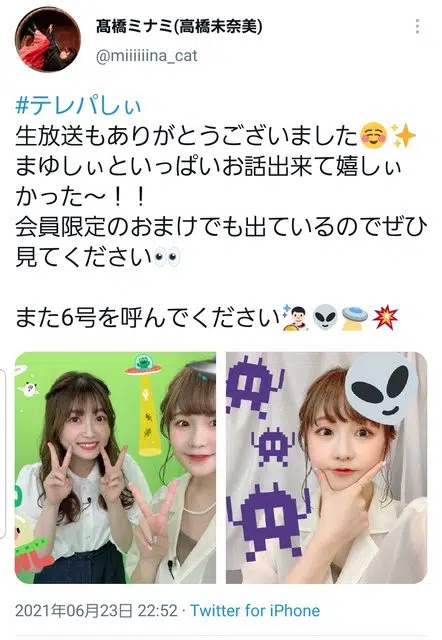 髙橋ミナミ(高橋未奈美)
@miiiiiina_cat
#テレパしぃ
生放送もありがとうございました☺️✨
まゆしぃといっぱいお話出来て嬉しぃ
かった〜！！
会員限定のおまけでも出ているのでぜひ
見てください👀
また6号を呼んでください🧑🏻‍🎤👽🛸💥
2021年06月23日 22:52 · Twitter for iPhone